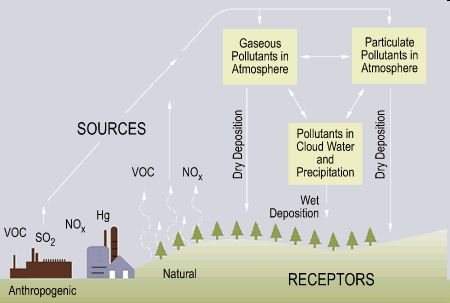 Gaseous
Pollutants in
Atmosphere
Particulate
Pollutants in
Atmosphere
SOURCES
Dry Deposition
Pollutants in
Cloud Water
and
Precipitation
Dry Deposition
VOC
NOx
Wet
Deposition
VOC
SO2
NOx
Hg
Natural
RECEPTORS
Anthropogenic